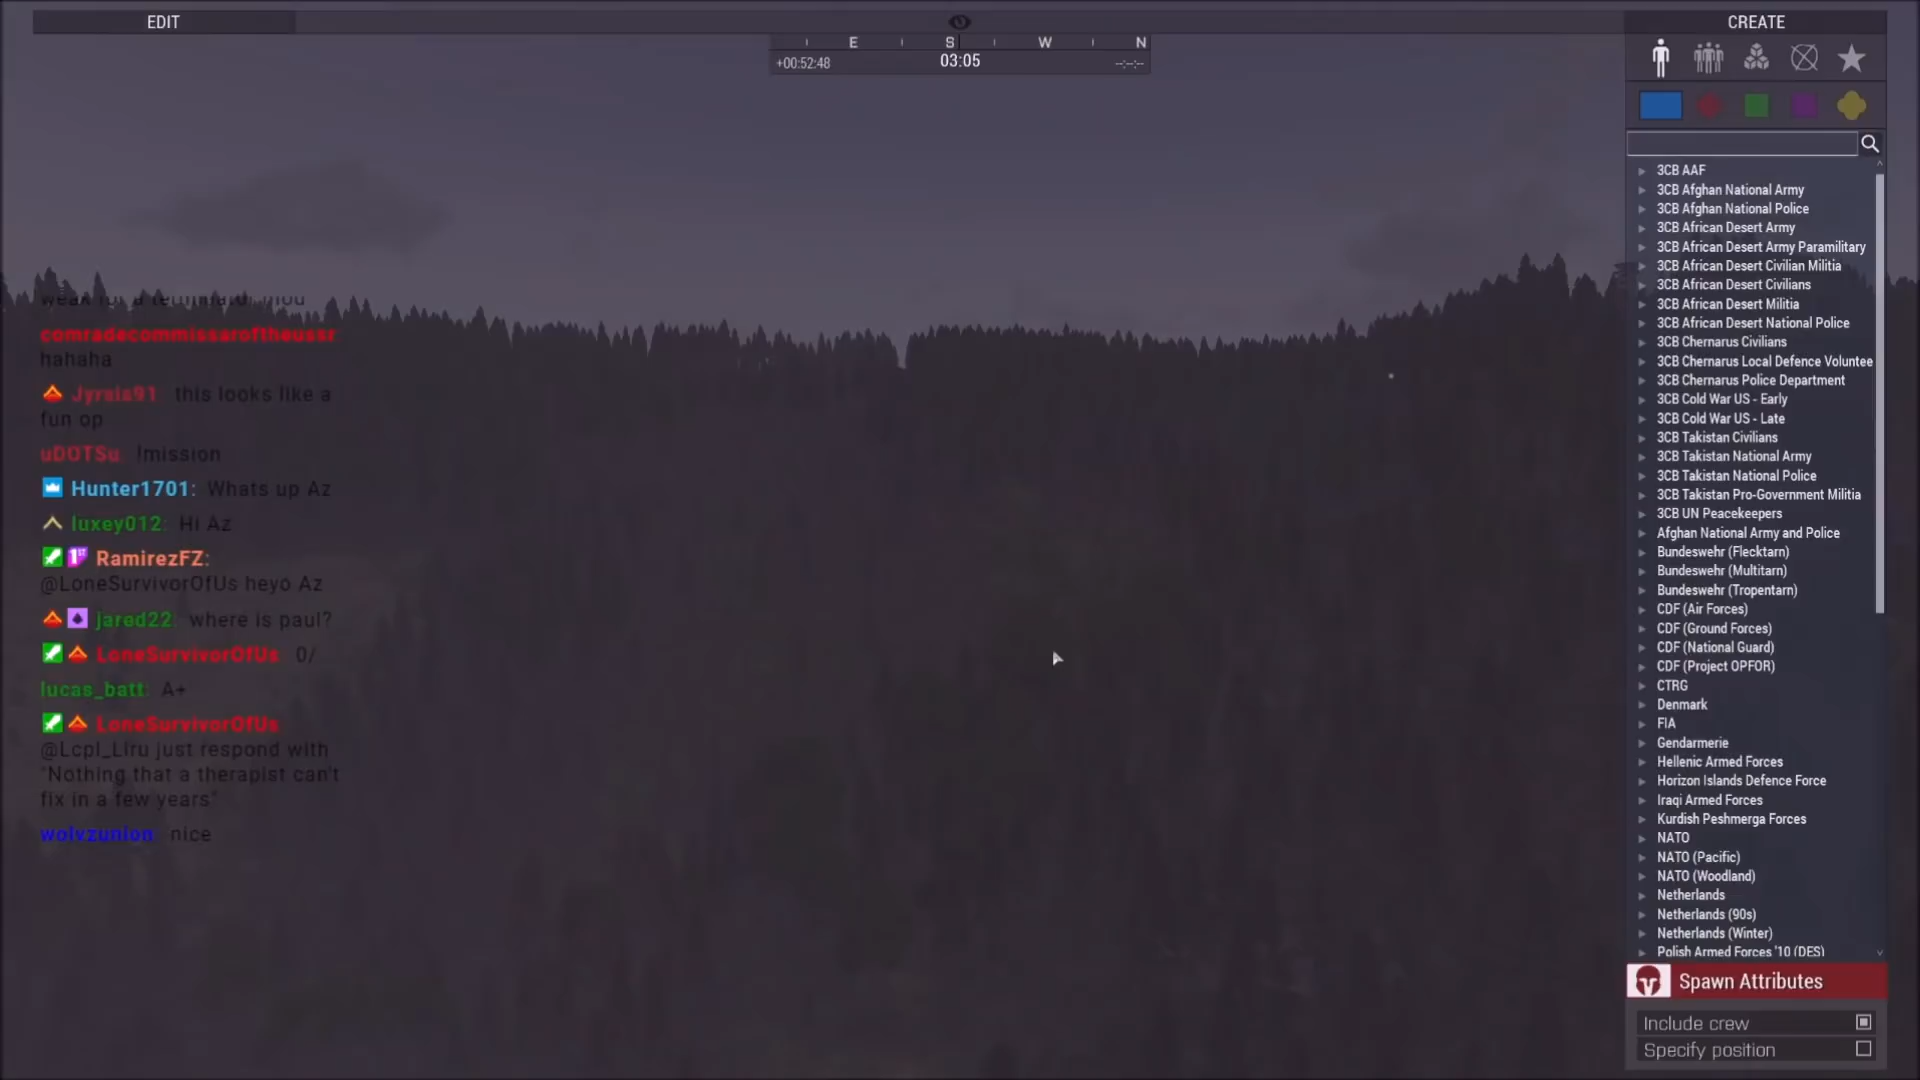 EDIT
CREATE
E S W N
+00:52:48 03:05 --:--:--
comradecommissaroftheussr:
hahaha
Jyrais91 this looks like a
fun op
uDOTSu: !mission
Hunter1701: Whats up Az
luxey012: Hi Az
RamirezFZ:
@LoneSurvivorOfUs heyo Az
jared22: where is paul?
LoneSurvivorOfUs 0/
lucas_batt: A+
LoneSurvivorOfUs
@Lcpl_Liru just respond with
"Nothing that a therapist can't
fix in a few years"
wolvzunion: nice
3CB AAF
3CB Afghan National Army
3CB Afghan National Police
3CB African Desert Army
3CB African Desert Army Paramilitary
3CB African Desert Civilian Militia
3CB African Desert Civilians
3CB African Desert Militia
3CB African Desert National Police
3CB Chernarus Civilians
3CB Chernarus Local Defence Voluntee
3CB Chernarus Police Department
3CB Cold War US - Early
3CB Cold War US - Late
3CB Takistan Civilians
3CB Takistan National Army
3CB Takistan National Police
3CB Takistan Pro-Government Militia
3CB UN Peacekeepers
Afghan National Army and Police
Bundeswehr (Flecktarn)
Bundeswehr (Multitarn)
Bundeswehr (Tropentarn)
CDF (Air Forces)
CDF (Ground Forces)
CDF (National Guard)
CDF (Project OPFOR)
CTRG
Denmark
FIA
Gendarmerie
Hellenic Armed Forces
Horizon Islands Defence Force
Iraqi Armed Forces
Kurdish Peshmerga Forces
NATO
NATO (Pacific)
NATO (Woodland)
Netherlands
Netherlands (90s)
Netherlands (Winter)
Polish Armed Forces '10 (DES)
Spawn Attributes
Include crew
Specify position